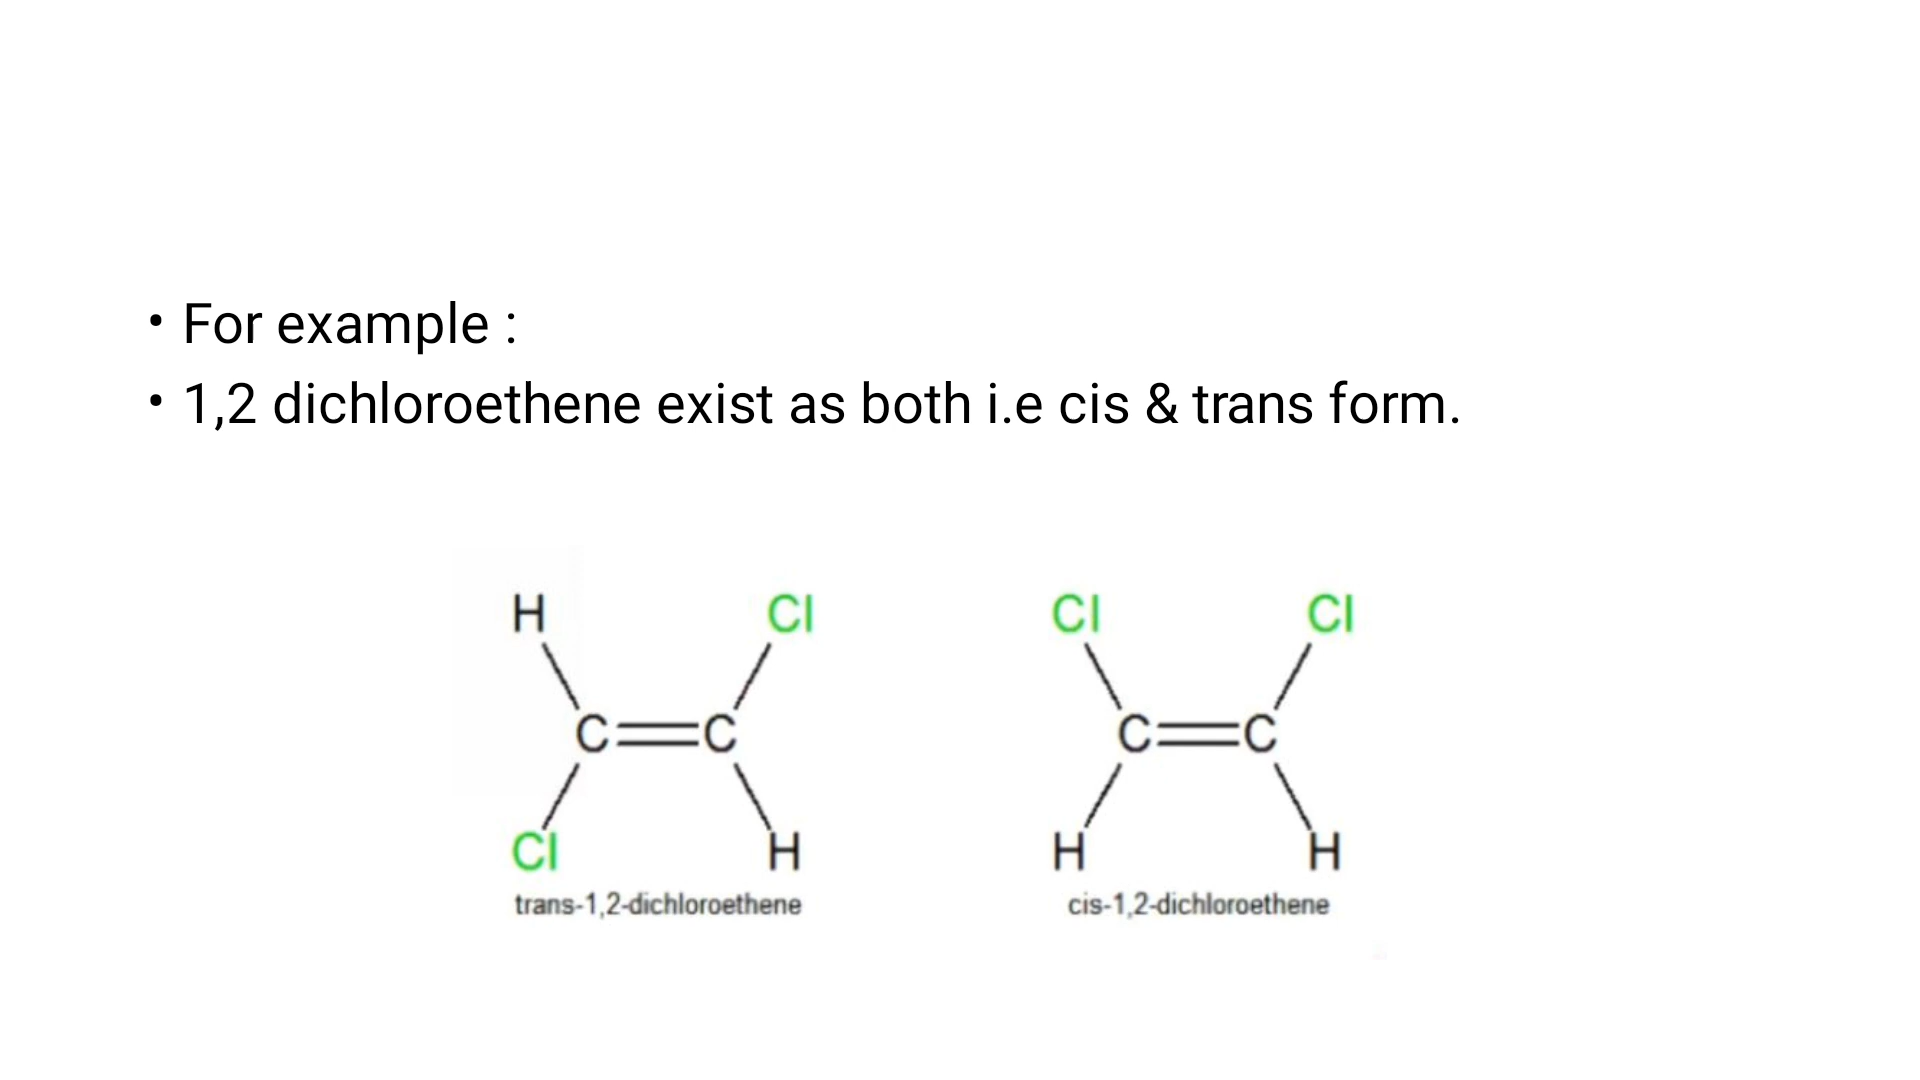 • For example :
• 1,2 dichloroethene exist as both i.e cis & trans form.
H Cl Cl Cl
C C C C
Cl H H H
trans-1,2-dichloroethene cis-1,2-dichloroethene